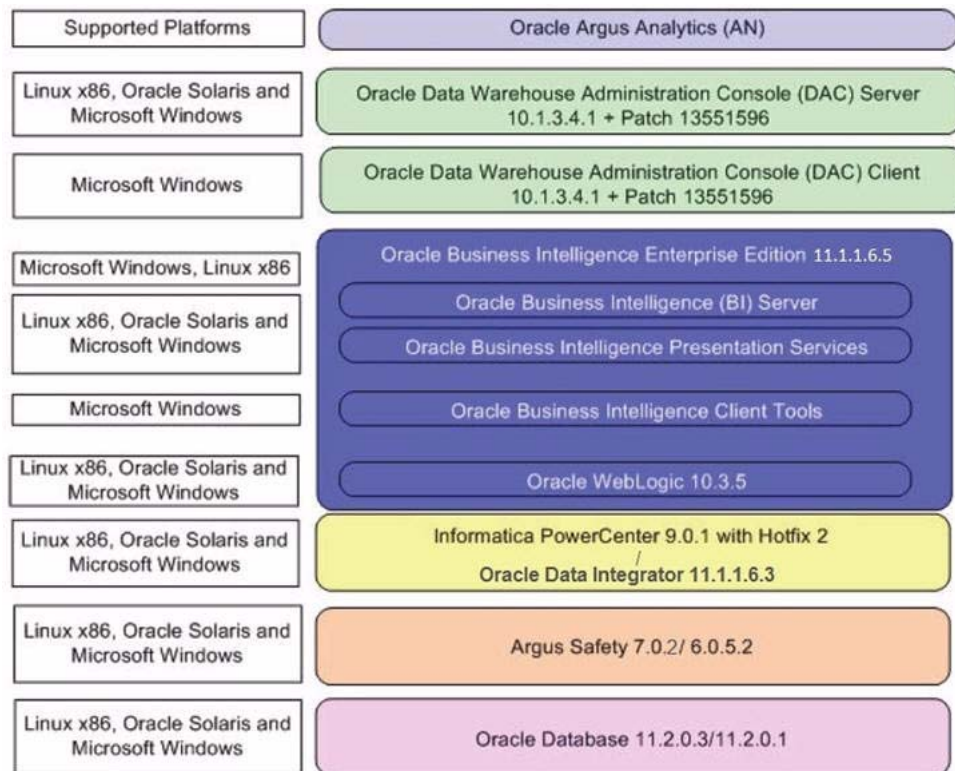 Supported Platforms
Oracle Argus Analytics (AN)
Linux x86, Oracle Solaris and
Microsoft Windows
Oracle Data Warehouse Administration Console (DAC) Server
10.1.3.4.1 + Patch 13551596
Microsoft Windows
Oracle Data Warehouse Administration Console (DAC) Client
10.1.3.4.1 + Patch 13551596
Microsoft Windows, Linux x86
Oracle Business Intelligence Enterprise Edition 11.1.1.6.5
Linux x86, Oracle Solaris and
Microsoft Windows
Oracle Business Intelligence (BI) Server
Oracle Business Intelligence Presentation Services
Microsoft Windows
Oracle Business Intelligence Client Tools
Linux x86, Oracle Solaris and
Microsoft Windows
Oracle WebLogic 10.3.5
Linux x86, Oracle Solaris and
Microsoft Windows
Informatica PowerCenter 9.0.1 with Hotfix 2
/
Oracle Data Integrator 11.1.1.6.3
Linux x86, Oracle Solaris and
Microsoft Windows
Argus Safety 7.0.2/ 6.0.5.2
Linux x86, Oracle Solaris and
Microsoft Windows
Oracle Database 11.2.0.3/11.2.0.1